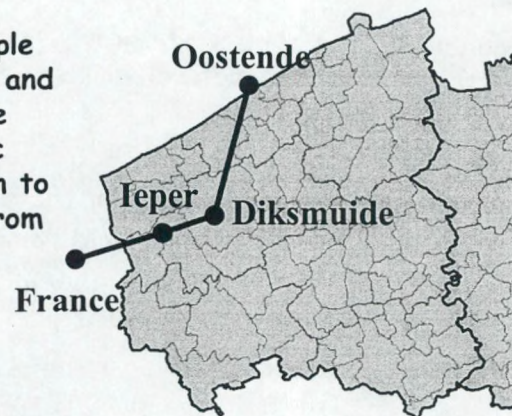 ple
and
e
c
n to
rom
Oostende
Ieper
Diksmuide
France